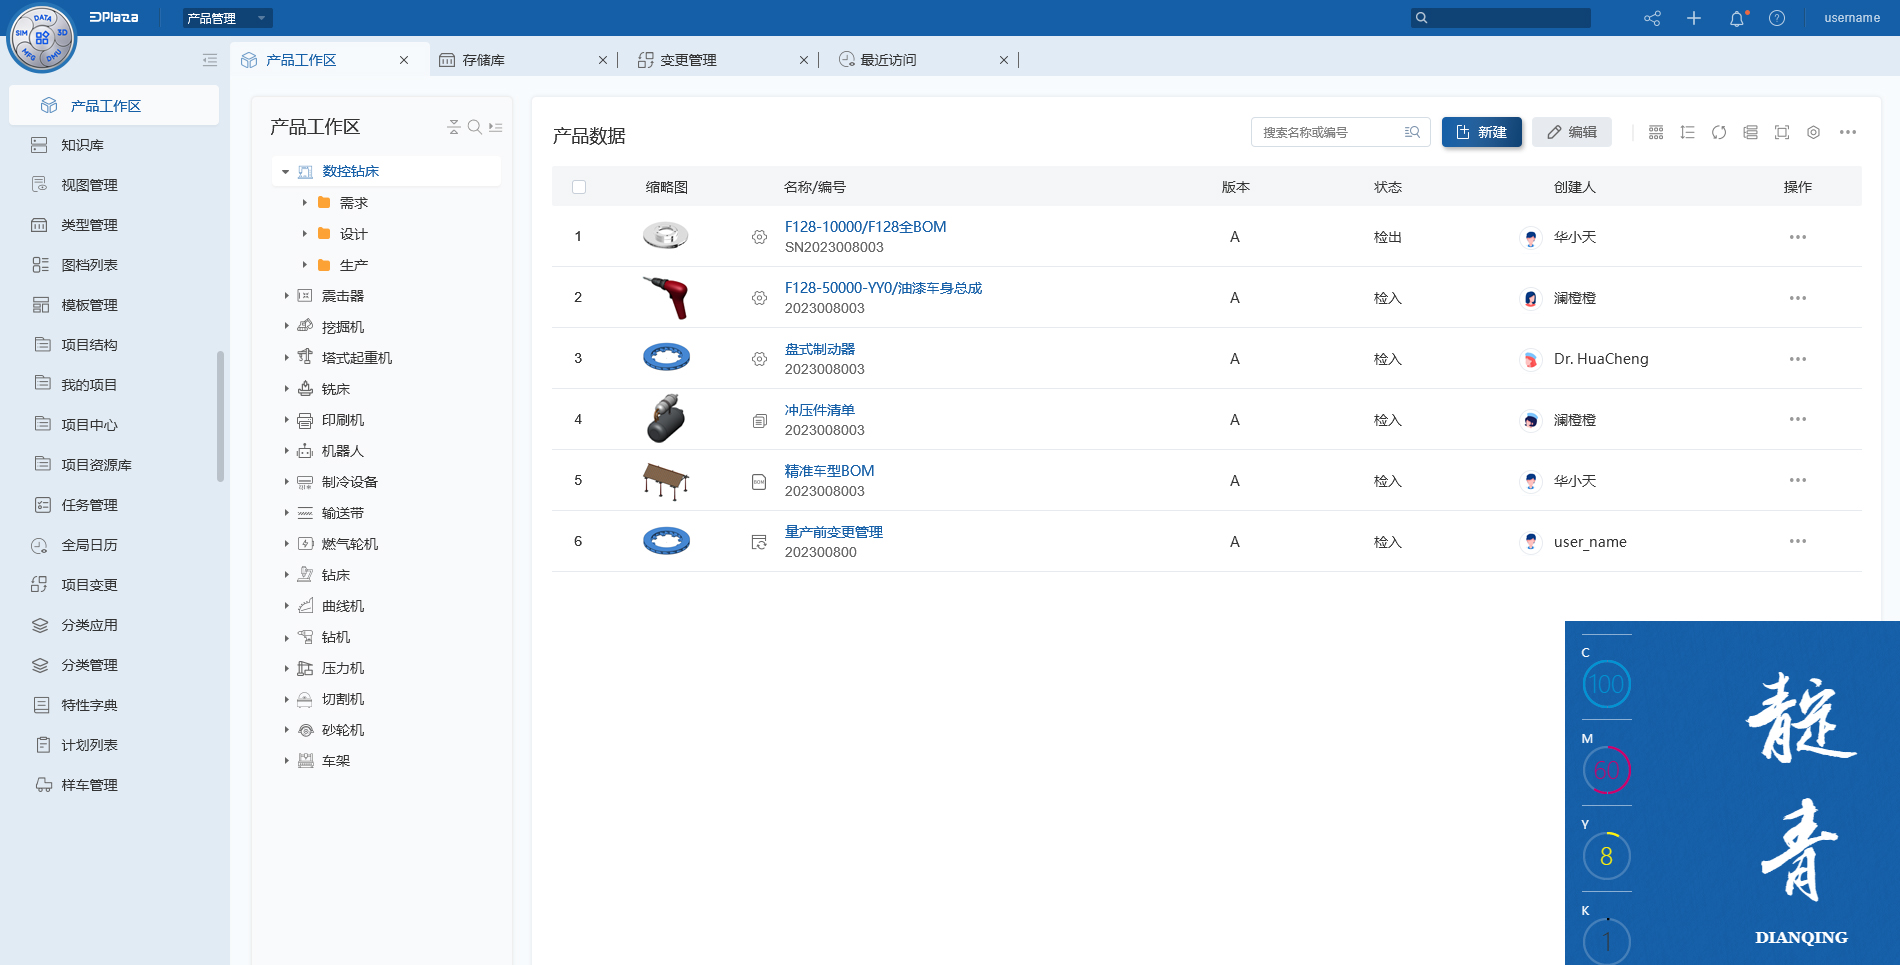 DATA
SIM
3D
MFG
DMU
3DPlaza
产品管理
username
产品工作区
存储库
变更管理
最近访问
产品工作区
知识库
视图管理
类型管理
图档列表
模板管理
项目结构
我的项目
项目中心
项目资源库
任务管理
全局日历
项目变更
分类应用
分类管理
特性字典
计划列表
样车管理
产品工作区
数控钻床
需求
设计
生产
震击器
挖掘机
塔式起重机
铣床
印刷机
机器人
制冷设备
输送带
燃气轮机
钻床
曲线机
钻机
压力机
切割机
砂轮机
车架
产品数据
搜索名称或编号
新建
编辑
缩略图 名称/编号 版本 状态 创建人 操作
1 F128-10000/F128全BOM A 检出 华小天
SN2023008003
2 F128-50000-YY0/油漆车身总成 A 检入 澜橙橙
2023008003
3 盘式制动器 A 检入 Dr. HuaCheng
2023008003
4 冲压件清单 A 检入 澜橙橙
2023008003
5 BOM 精准车型BOM A 检入 华小天
2023008003
6 量产前变更管理 A 检入 user_name
202300800
C
100
M
60
Y
8
K
1
靛青
DIANQING